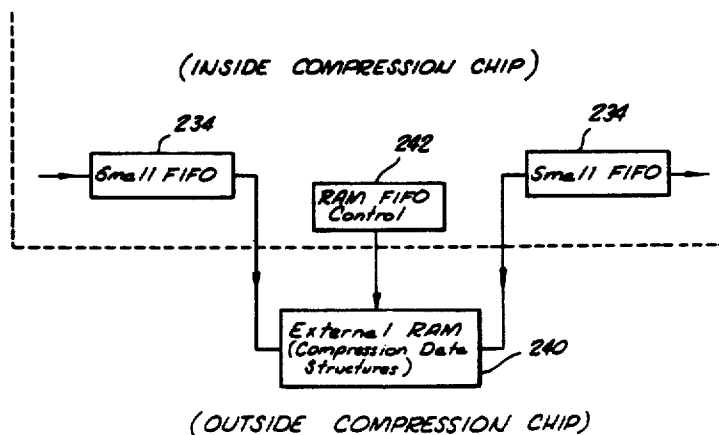 (INSIDE COMPRESSION CHIP)
234
234
242
Small FIFO
Small FIFO
RAM FIFO
Control
External RAM
(Compression Data
Structures)
240
(OUTSIDE COMPRESSION CHIP)